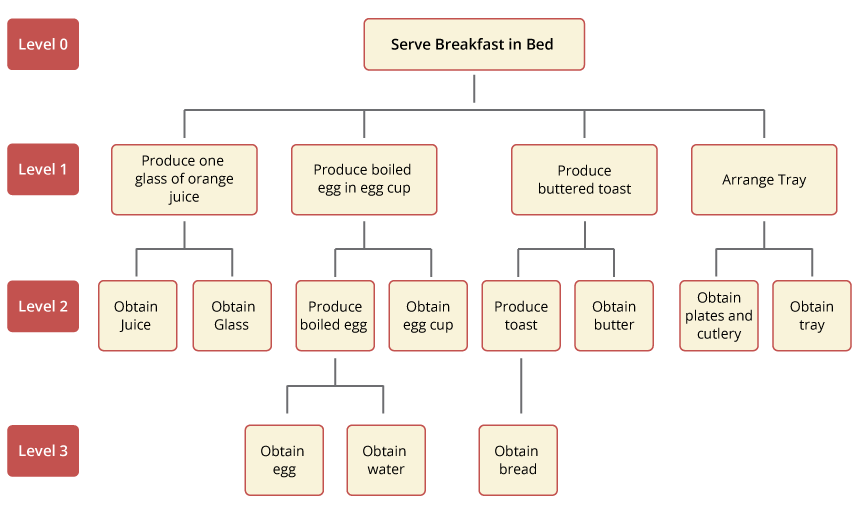 Level 0
Serve Breakfast in Bed
Level 1
Produce one
glass of orange
juice
Produce boiled
egg in egg cup
Produce
buttered toast
Arrange Tray
Level 2
Obtain
Juice
Obtain
Glass
Produce
boiled egg
Obtain
egg cup
Produce
toast
Obtain
butter
Obtain
plates and
cutlery
Obtain
tray
Level 3
Obtain
egg
Obtain
water
Obtain
bread